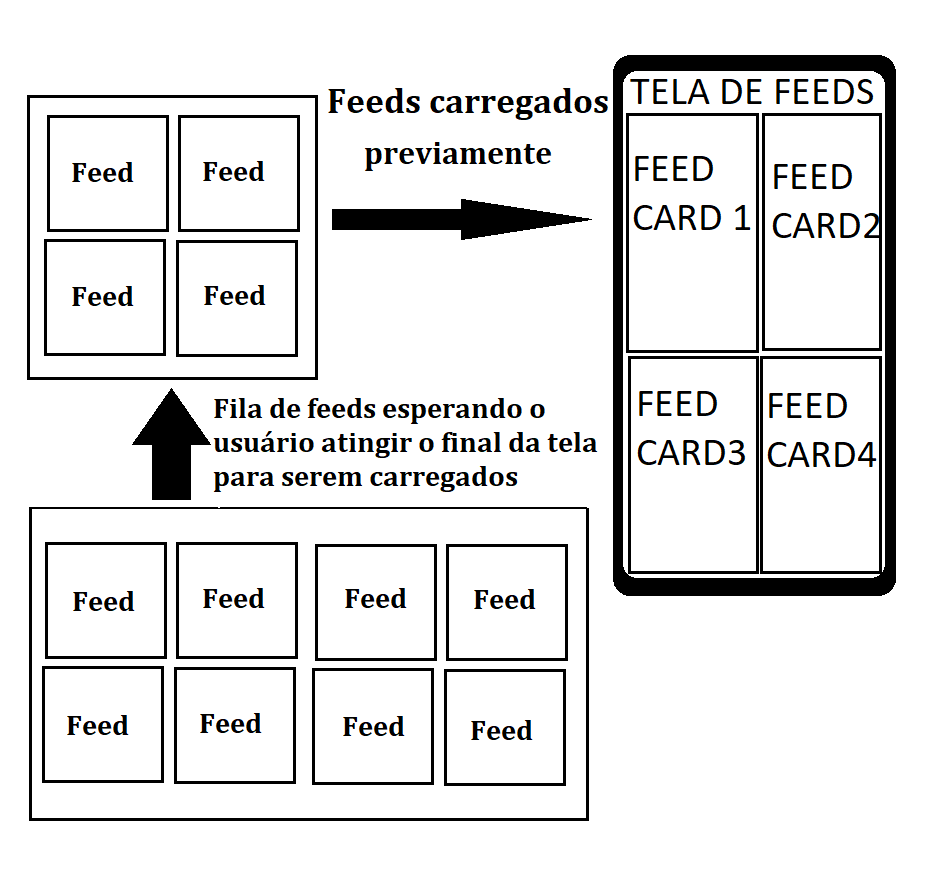 Feeds carregados
previamente
TELA DE FEEDS
Feed
Feed
Feed
Feed
FEED
CARD 1
FEED
CARD2
FEED
CARD3
FEED
CARD4
Fila de feeds esperando o
usuário atingir o final da tela
para serem carregados
Feed
Feed
Feed
Feed
Feed
Feed
Feed
Feed